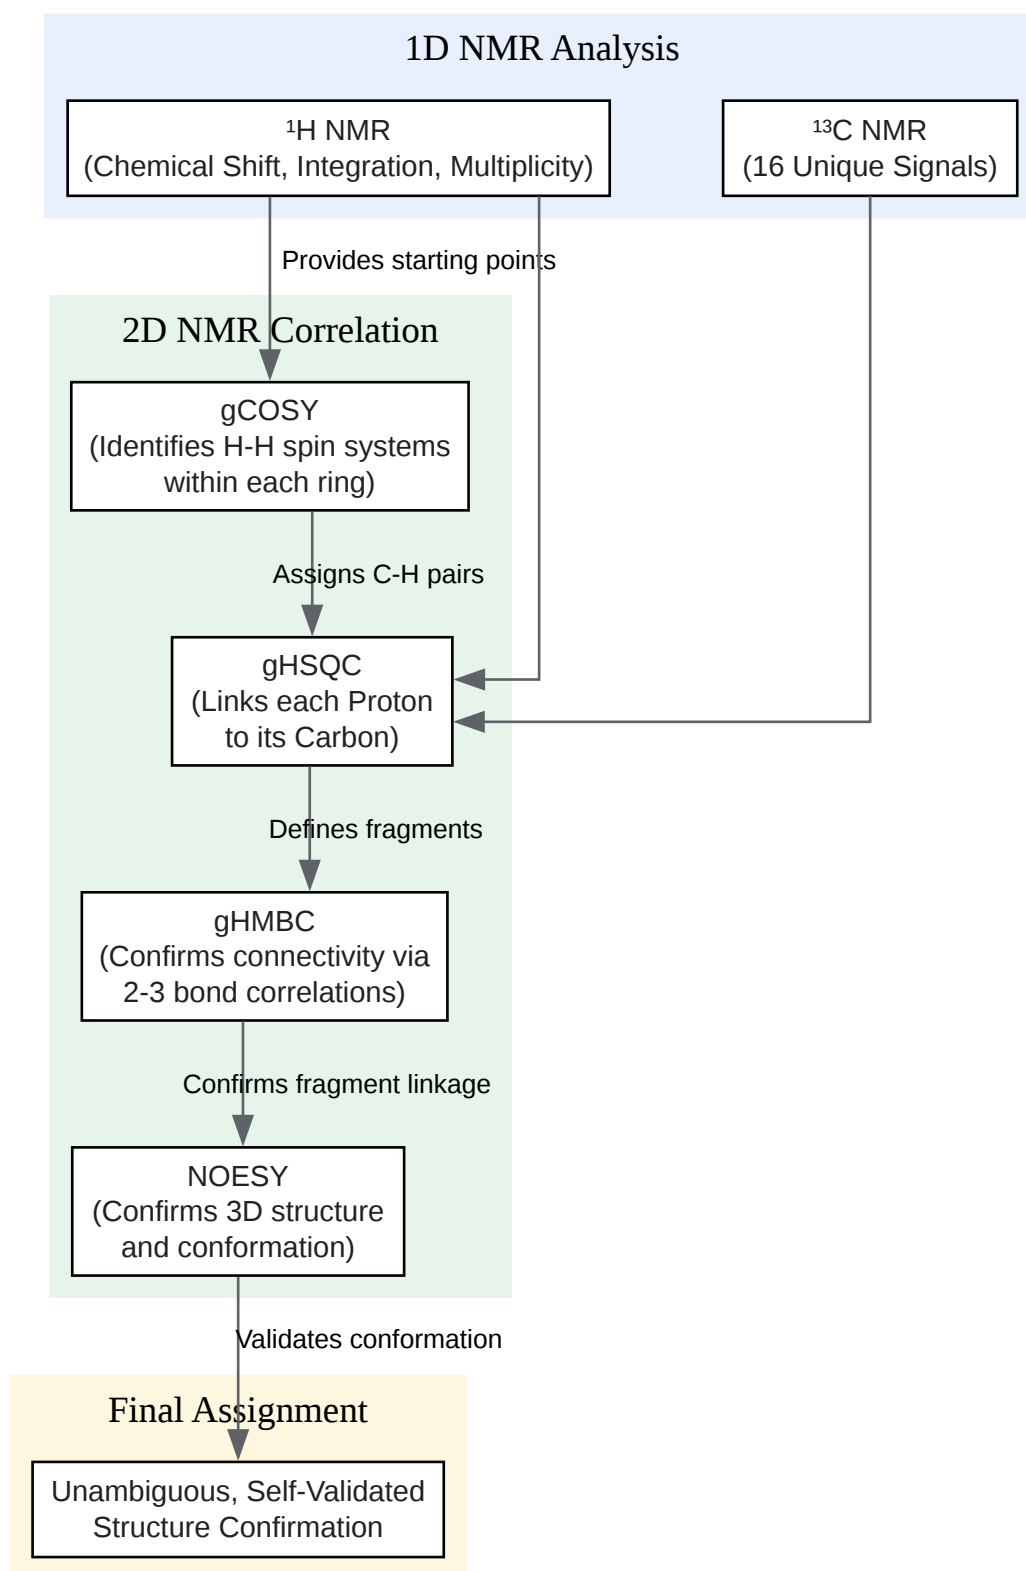 1D NMR Analysis
¹H NMR
(Chemical Shift, Integration, Multiplicity)
¹³C NMR
(16 Unique Signals)
Provides starting points
2D NMR Correlation
gCOSY
(Identifies H-H spin systems
within each ring)
Assigns C-H pairs
gHSQC
(Links each Proton
to its Carbon)
Defines fragments
gHMBC
(Confirms connectivity via
2-3 bond correlations)
Confirms fragment linkage
NOESY
(Confirms 3D structure
and conformation)
Validates conformation
Final Assignment
Unambiguous, Self-Validated
Structure Confirmation